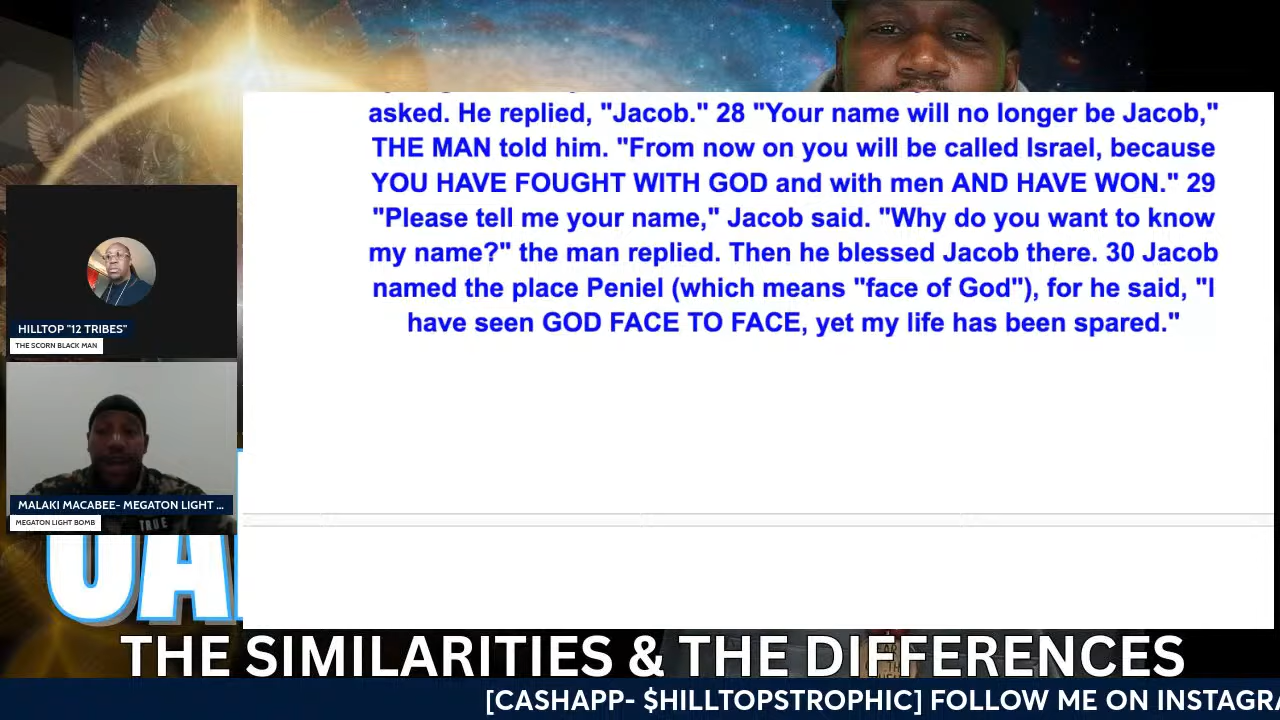 asked. He replied, "Jacob." 28 "Your name will no longer be Jacob,"
THE MAN told him. "From now on you will be called Israel, because
YOU HAVE FOUGHT WITH GOD and with men AND HAVE WON." 29
"Please tell me your name," Jacob said. "Why do you want to know
my name?" the man replied. Then he blessed Jacob there. 30 Jacob
named the place Peniel (which means "face of God"), for he said, "I
have seen GOD FACE TO FACE, yet my life has been spared."
HILLTOP "12 TRIBES"
THE SCORN BLACK MAN
MALAKI MACABEE- MEGATON LIGHT ...
MEGATON LIGHT BOMB
TRUE
THE SIMILARITIES & THE DIFFERENCES
[CASHAPP- $HILLTOPSTROPHIC] FOLLOW ME ON INSTAGRA